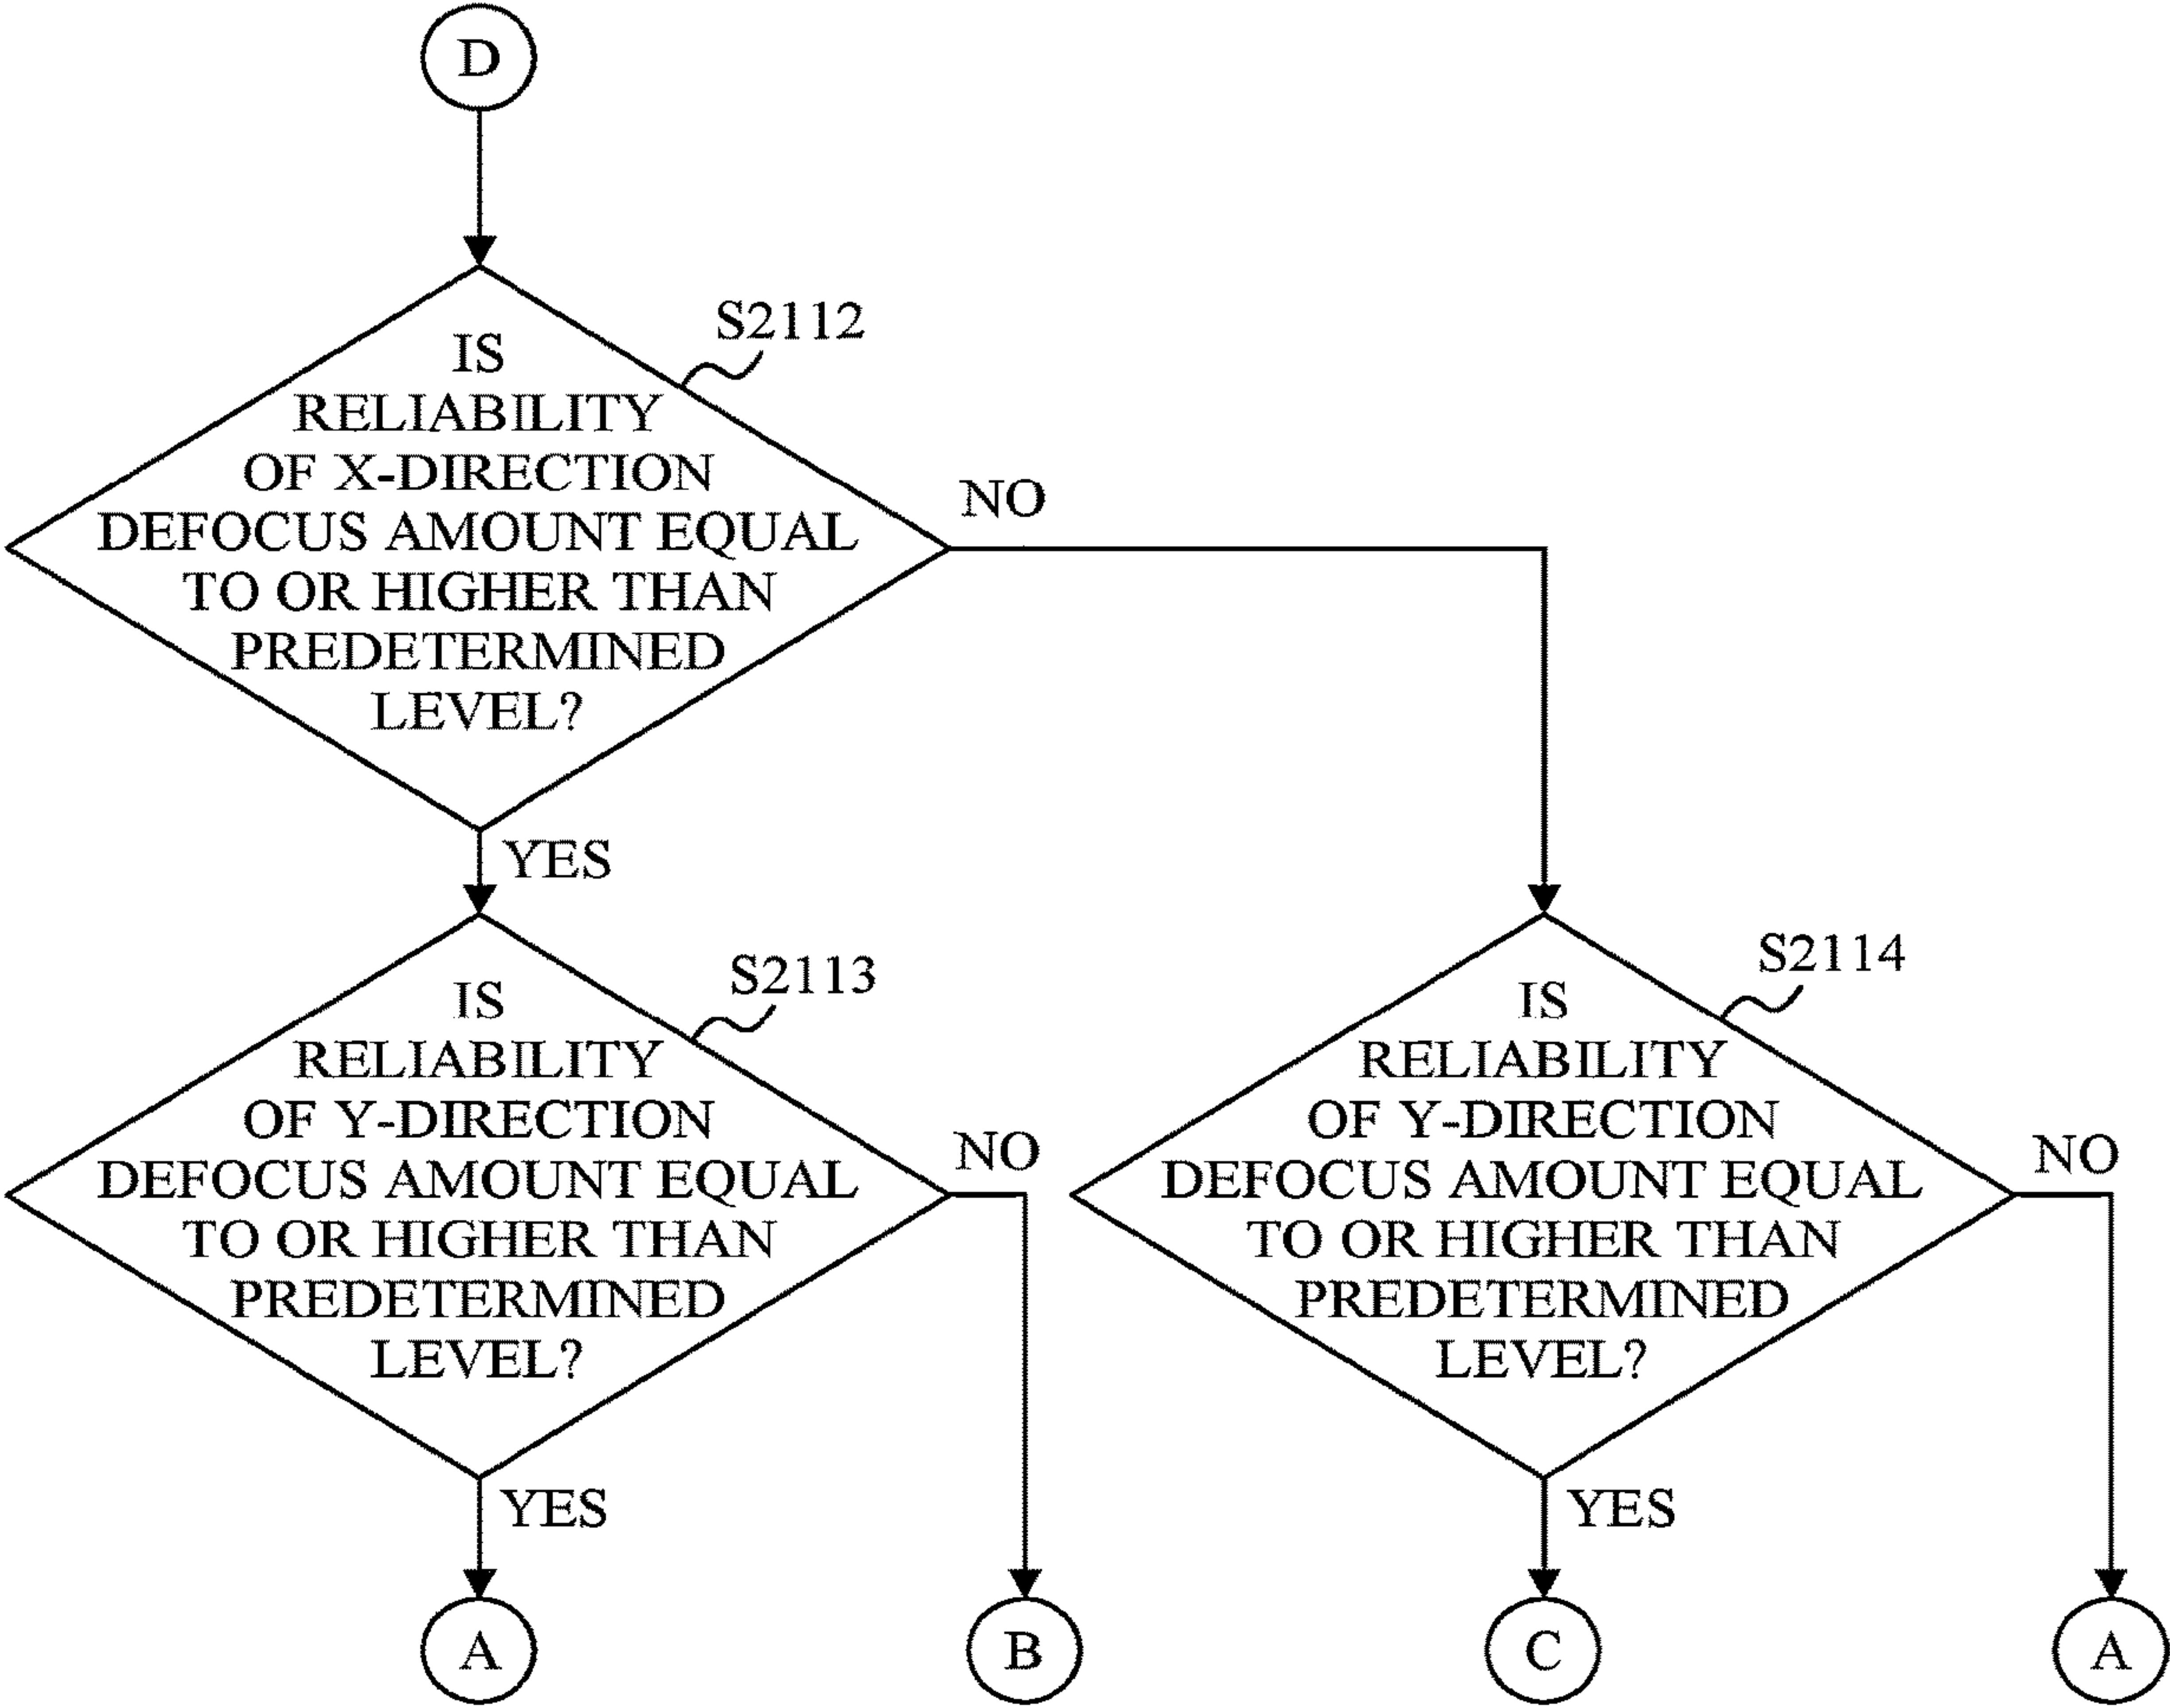 D
S2112
IS
RELIABILITY
OF X-DIRECTION
DEFOCUS AMOUNT EQUAL
TO OR HIGHER THAN
PREDETERMINED
LEVEL?
NO
YES
S2113
IS
RELIABILITY
OF Y-DIRECTION
DEFOCUS AMOUNT EQUAL
TO OR HIGHER THAN
PREDETERMINED
LEVEL?
NO
YES
S2114
IS
RELIABILITY
OF Y-DIRECTION
DEFOCUS AMOUNT EQUAL
TO OR HIGHER THAN
PREDETERMINED
LEVEL?
NO
YES
A
B
C
A